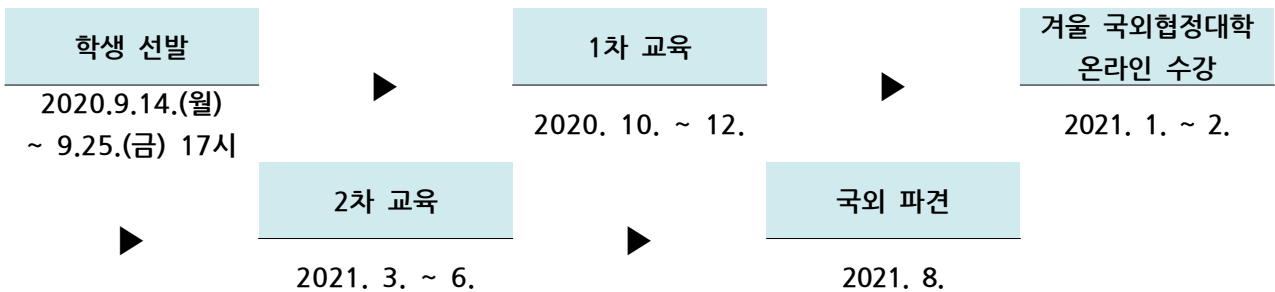 학생 선발
2020.9.14.(월)
~ 9.25.(금) 17시
▶
1차 교육
2020. 10. ~ 12.
▶
겨울 국외협정대학
온라인 수강
2021. 1. ~ 2.
▶
2차 교육
2021. 3. ~ 6.
▶
국외 파견
2021. 8.